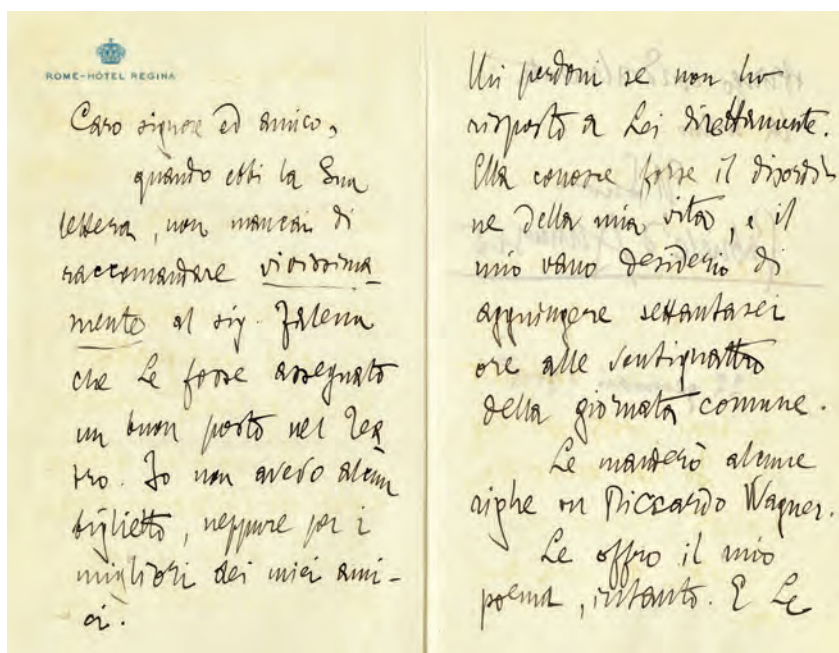 ROME-HÔTEL REGINA
Caro signore ed amico,
quando ebbi la Sua
lettera, non mancai di
raccomandare vivissima-
mente al sig. Falena
che Le fosse assegnato
un buon posto nel Tea
tro. Io non avevo alcun
biglietto, neppure per i
migliori dei miei ami-
ci.
Mi perdoni se non ho
risposto a Lei direttamente.
Ella conosce forse il disordi-
ne della mia vita, e il
mio vano desiderio di
aggiungere settantasei
ore alle ventiquattro
della giornata comune.
Le manderò alcune
righe su Riccardo Wagner.
Le offro il mio
poema, intanto. E Le